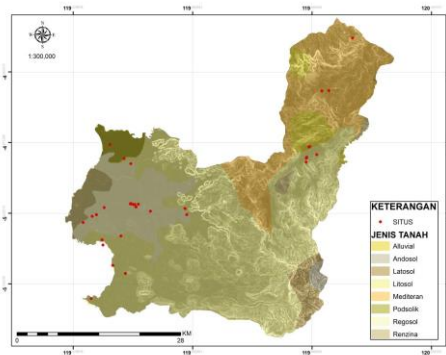 119
119
119
120
1:300,000
KETERANGAN
SITUS
JENIS TANAH
Alluvial
Andosol
Latosol
Litosol
Mediteran
Podsolik
Regosol
Renzina
KM
0
28
119
119
119
120